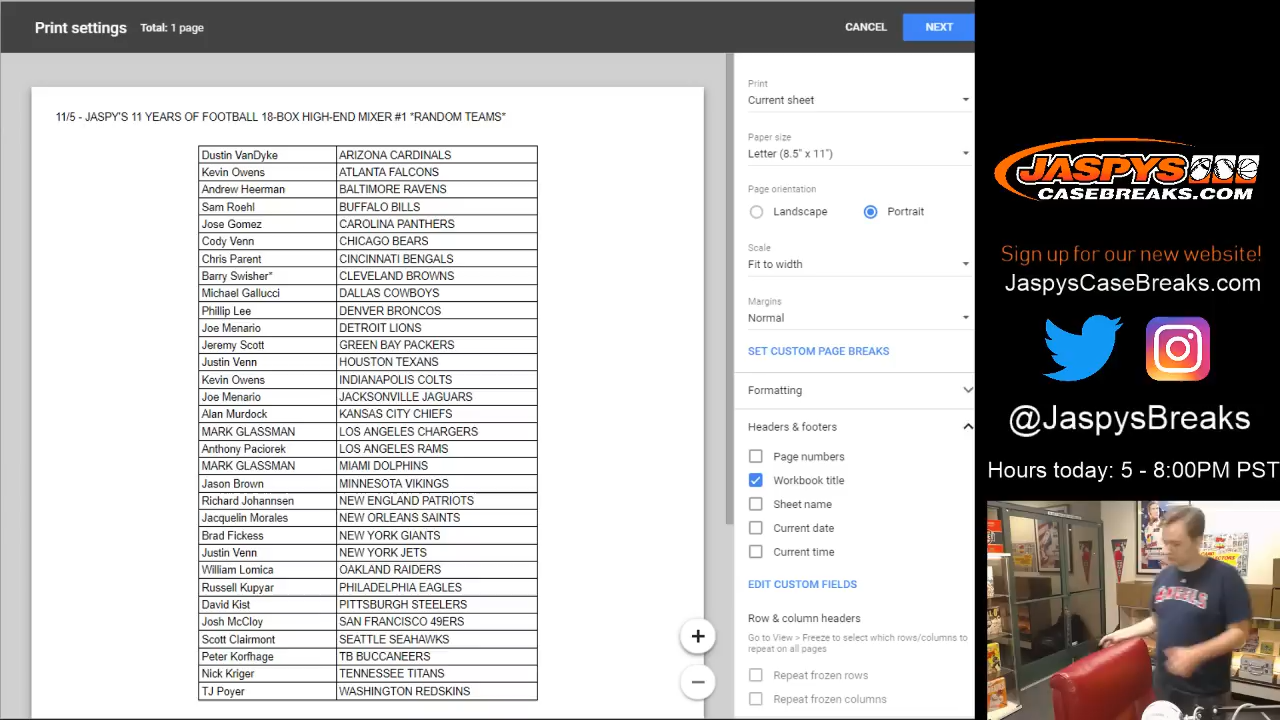 Print settings Total: 1 page CANCEL NEXT
11/5 - JASPY'S 11 YEARS OF FOOTBALL 18-BOX HIGH-END MIXER #1 "RANDOM TEAMS"
Dustin VanDyke ARIZONA CARDINALS
Kevin Owens ATLANTA FALCONS
Andrew Heerman BALTIMORE RAVENS
Sam Roehl BUFFALO BILLS
Jose Gomez CAROLINA PANTHERS
Cody Venn CHICAGO BEARS
Chris Parent CINCINNATI BENGALS
Barry Swisher" CLEVELAND BROWNS
Michael Gallucci DALLAS COWBOYS
Phillip Lee DENVER BRONCOS
Joe Menario DETROIT LIONS
Jeremy Scott GREEN BAY PACKERS
Justin Venn HOUSTON TEXANS
Kevin Owens INDIANAPOLIS COLTS
Joe Menario JACKSONVILLE JAGUARS
Alan Murdock KANSAS CITY CHIEFS
MARK GLASSMAN LOS ANGELES CHARGERS
Anthony Paciorek LOS ANGELES RAMS
MARK GLASSMAN MIAMI DOLPHINS
Jason Brown MINNESOTA VIKINGS
Richard Johannsen NEW ENGLAND PATRIOTS
Jacquelin Morales NEW ORLEANS SAINTS
Brad Fickess NEW YORK GIANTS
Justin Venn NEW YORK JETS
William Lomica OAKLAND RAIDERS
Russell Kupyar PHILADELPHIA EAGLES
David Kist PITTSBURGH STEELERS
Josh McCloy SAN FRANCISCO 49ERS
Scott Clairmont SEATTLE SEAHAWKS
Peter Korfhage TB BUCCANEERS
Nick Kriger TENNESSEE TITANS
TJ Poyer WASHINGTON REDSKINS
Print
Current sheet
Paper size
Letter (8.5" x 11")
Page orientation
Landscape Portrait
Scale
Fit to width
Margins
Normal
SET CUSTOM PAGE BREAKS
Formatting
Headers & footers
Page numbers
Workbook title
Sheet name
Current date
Current time
EDIT CUSTOM FIELDS
Row & column headers
Go to View > Freeze to select which rows/columns to
repeat on all pages
Repeat frozen rows
Repeat frozen columns
JASPYS
CASEBREAKS.COM
Sign up for our new website!
JaspysCaseBreaks.com
@JaspysBreaks
Hours today: 5 - 8:00PM PST